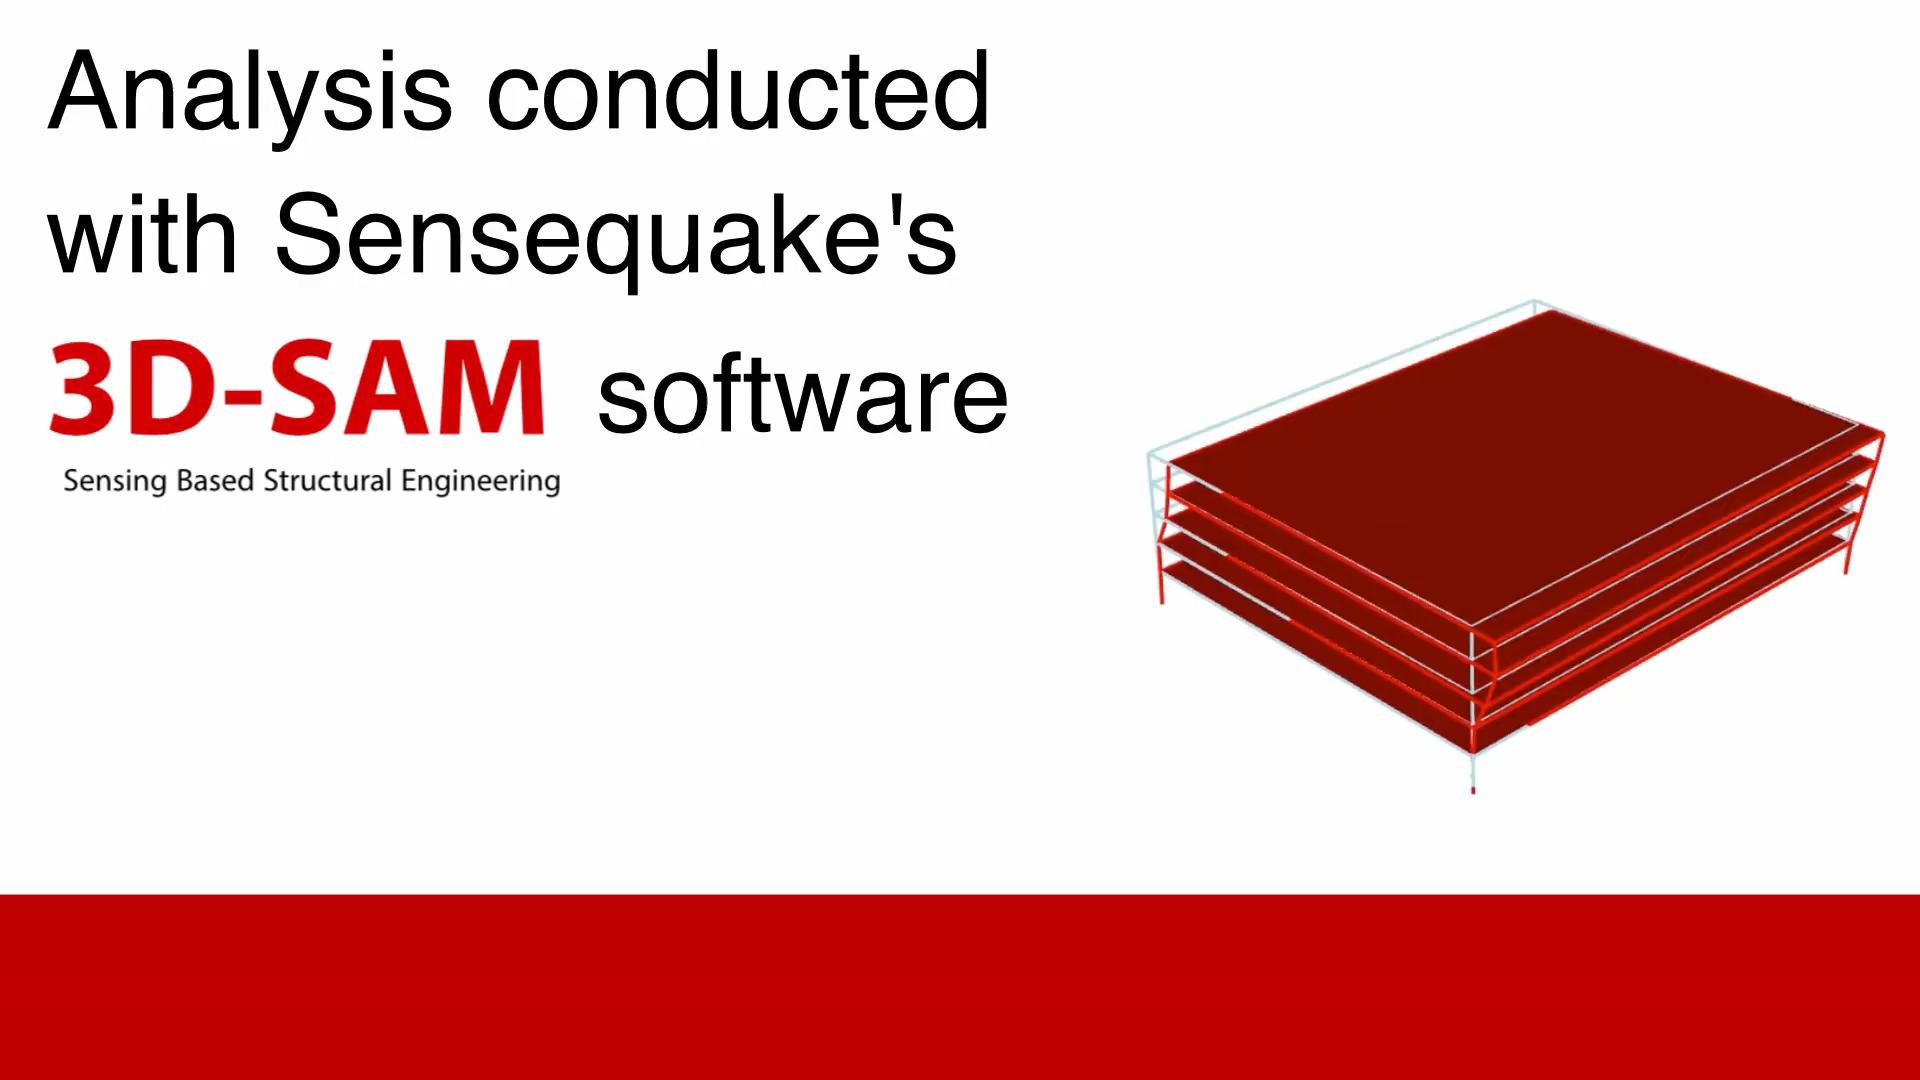 Analysis conducted
with Sensequake's
3D-SAM software
Sensing Based Structural Engineering